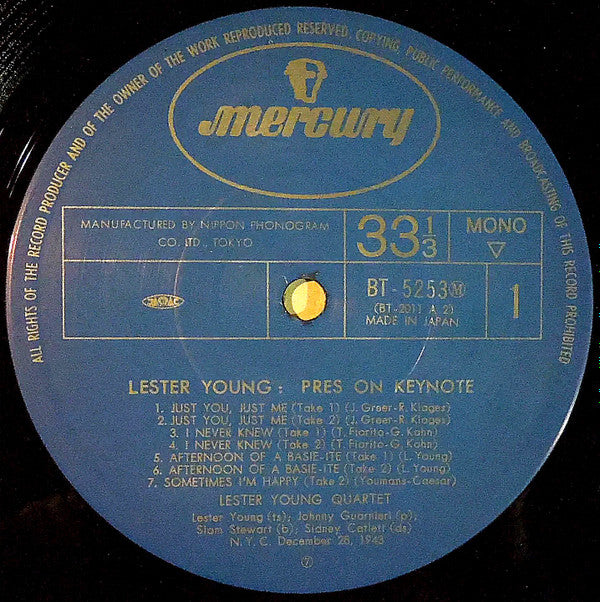 ALL RIGHTS OF THE RECORD PRODUCER AND OF THE OWNER OF THE WORK REPRODUCED RESERVED, COPYING, PUBLIC PERFORMANCE AND BROADCASTING OF THIS RECORD PROHIBITED
mercury
MANUFACTURED BY NIPPON PHONOGRAM
CO. LTD., TOKYO
33 1/3
MONO
▽
JASRAC
BT-5253Ⓜ
(BT-2011 A 2)
MADE IN JAPAN
1
LESTER YOUNG : PRES ON KEYNOTE
1. JUST YOU, JUST ME (Take 1) (J. Greer-R. Klages)
2. JUST YOU, JUST ME (Take 2) (J. Greer-R. Klages)
3. I NEVER KNEW (Take 1) (T. Fiorito-G. Kahn)
4. I NEVER KNEW (Take 2) (T. Fiorito-G. Kahn)
5. AFTERNOON OF A BASIE-ITE (Take 1) (L. Young)
6. AFTERNOON OF A BASIE-ITE (Take 2) (L. Young)
7. SOMETIMES I'M HAPPY (Take 2) (Youmans-Caesar)
LESTER YOUNG QUARTET
Lester Young (ts); Johnny Guarnieri (p);
Slam Stewart (b); Sidney Catlett (ds)
N.Y.C. December 28, 1943
⑦